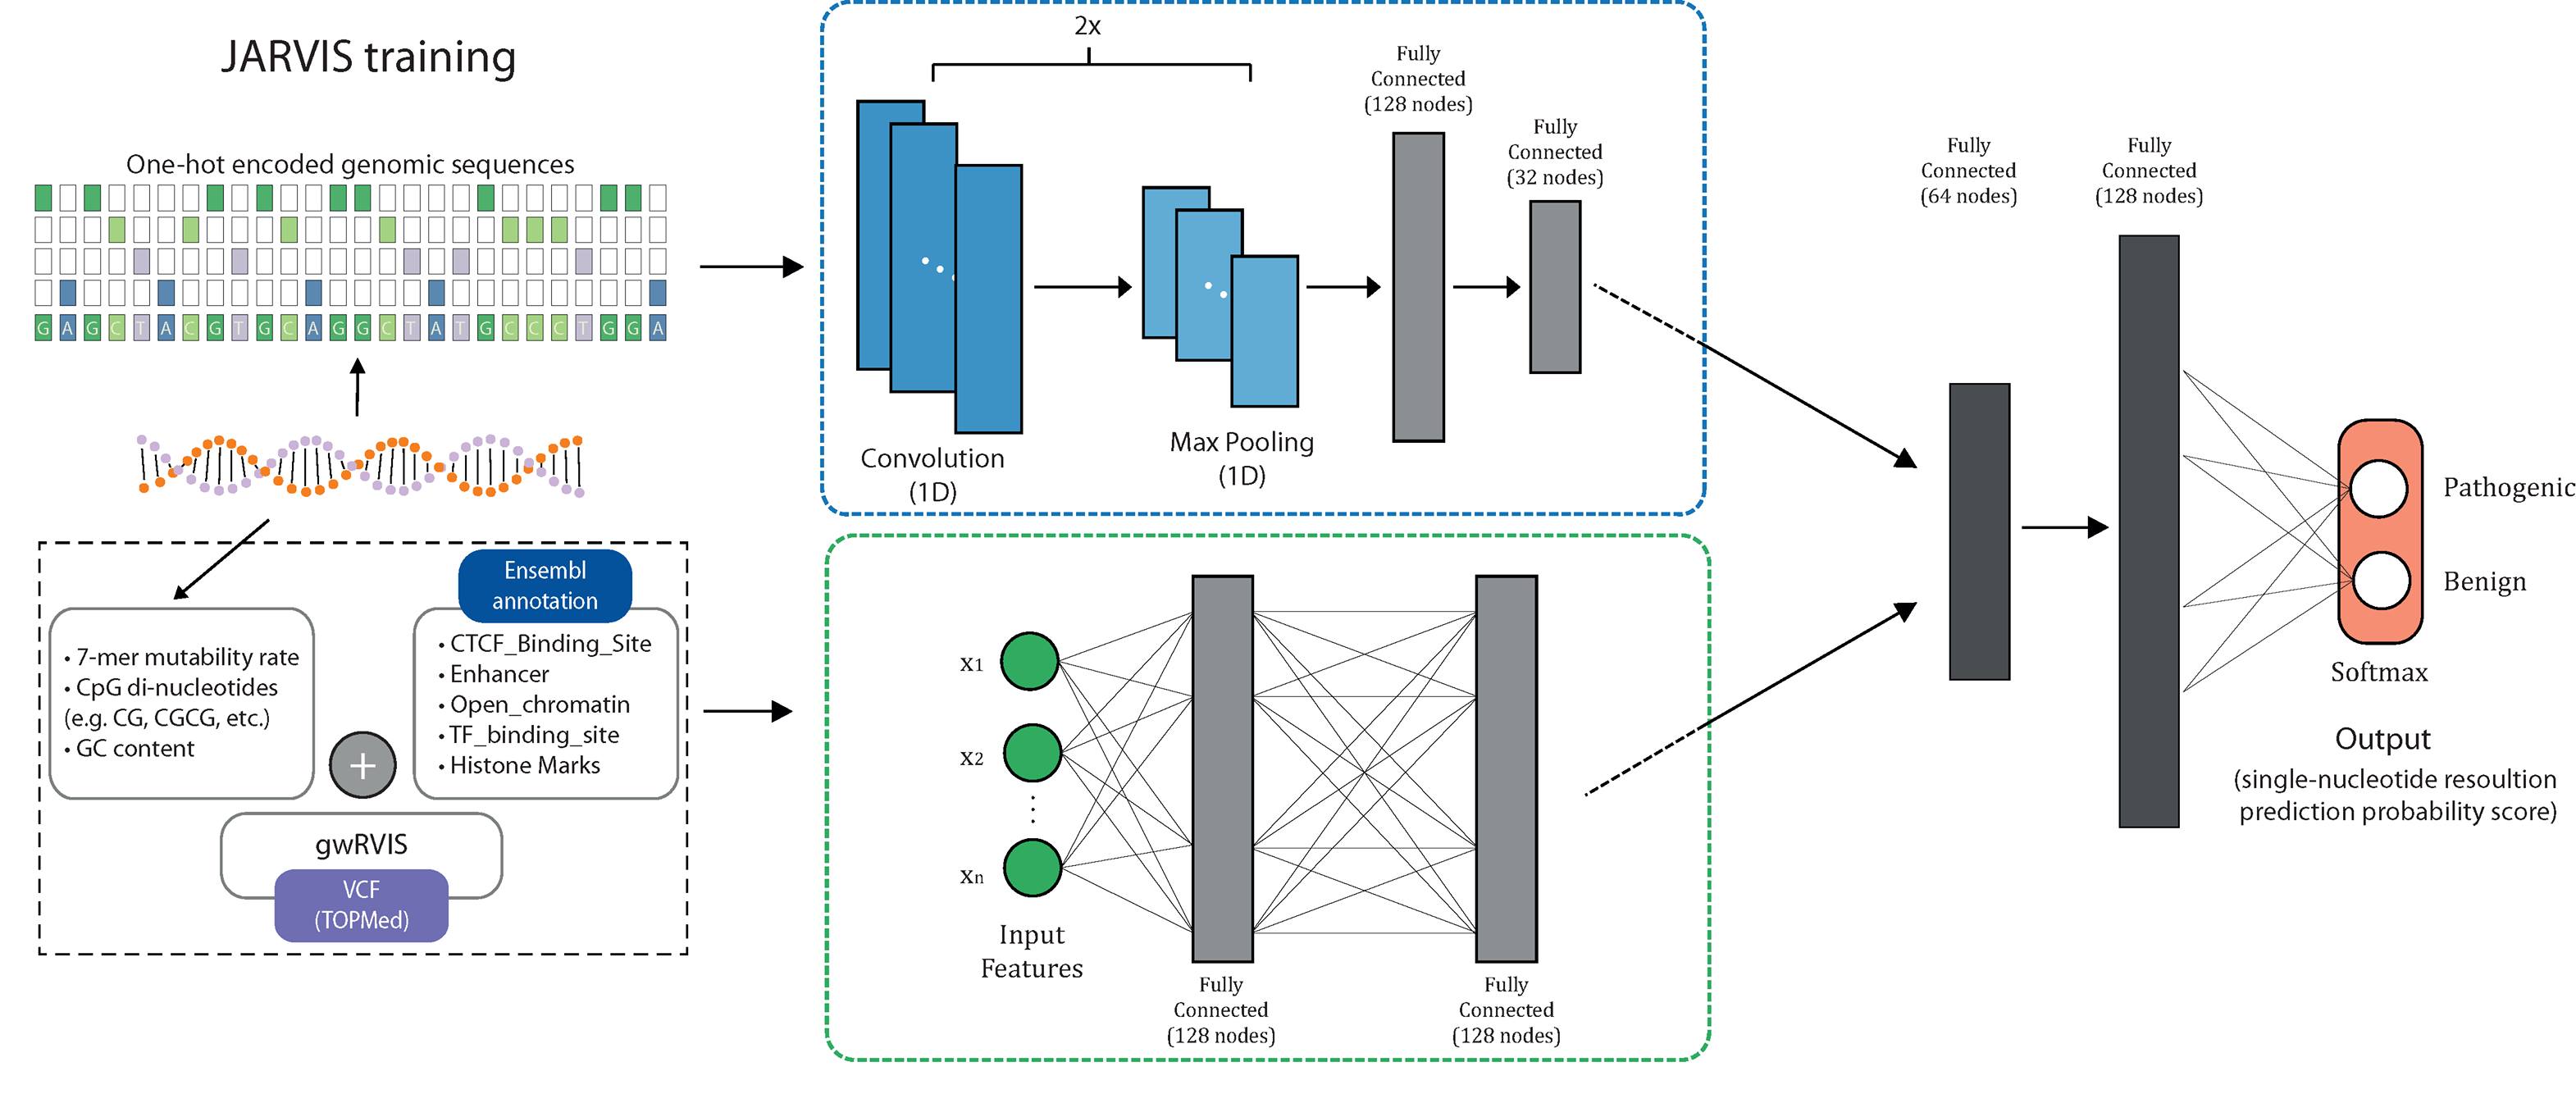 JARVIS training
One-hot encoded genomic sequences
G A G C T A C G T G C A G G C T A T G C C C T G G A
• 7-mer mutability rate
• CpG di-nucleotides
(e.g. CG, CGCG, etc.)
• GC content
+
Ensembl
annotation
• CTCF_Binding_Site
• Enhancer
• Open_chromatin
• TF_binding_site
• Histone Marks
gwRVIS
VCF
(TOPMed)
2x
Convolution
(1D)
Max Pooling
(1D)
Fully
Connected
(128 nodes)
Fully
Connected
(32 nodes)
x1
x2
xn
Input
Features
Fully
Connected
(128 nodes)
Fully
Connected
(128 nodes)
Fully
Connected
(64 nodes)
Fully
Connected
(128 nodes)
Pathogenic
Benign
Softmax
Output
(single-nucleotide resoultion
prediction probability score)